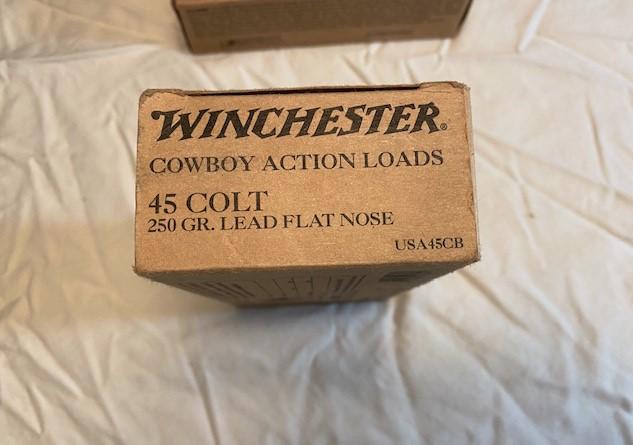 WINCHESTER®
COWBOY ACTION LOADS
45 COLT
250 GR. LEAD FLAT NOSE
USA45CB